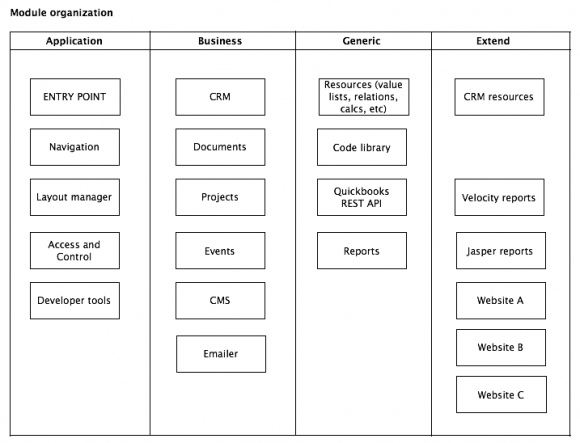 Module organization
Application
Business
Generic
Extend
ENTRY POINT
CRM
Resources (value
lists, relations,
calcs, etc)
CRM resources
Navigation
Documents
Code library
Layout manager
Projects
Quickbooks
REST API
Velocity reports
Access and
Control
Events
Reports
Jasper reports
Developer tools
CMS
Website A
Emailer
Website B
Website C